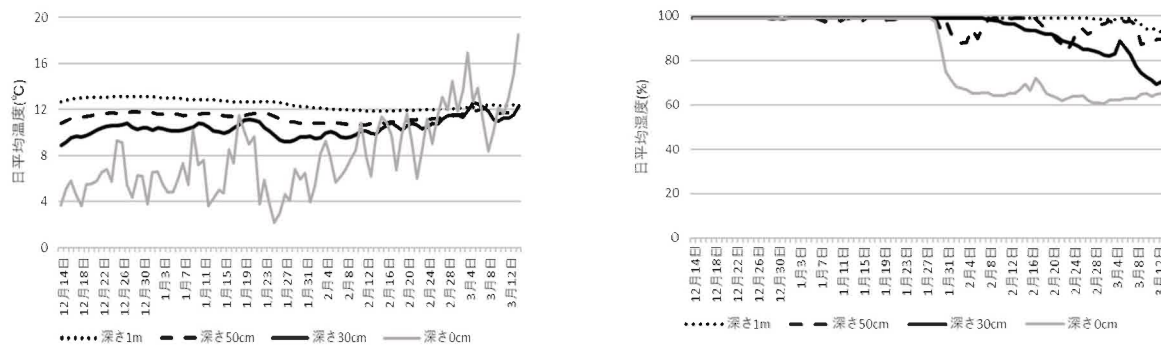 日平均温度(℃)
20
16
12
8
4
0
12月14日
12月18日
12月22日
12月26日
12月30日
1月3日
1月7日
1月11日
1月15日
1月19日
1月23日
1月27日
1月31日
2月4日
2月8日
2月12日
2月16日
2月20日
2月24日
2月28日
3月4日
3月8日
3月12日
深さ1m
深さ50cm
深さ30cm
深さ0cm
日平均湿度(%)
100
80
60
40
20
0
12月14日
12月18日
12月22日
12月26日
12月30日
1月3日
1月7日
1月11日
1月15日
1月19日
1月23日
1月27日
1月31日
2月4日
2月8日
2月12日
2月16日
2月20日
2月24日
2月28日
3月4日
3月8日
3月12日
深さ1m
深さ50cm
深さ30cm
深さ0cm